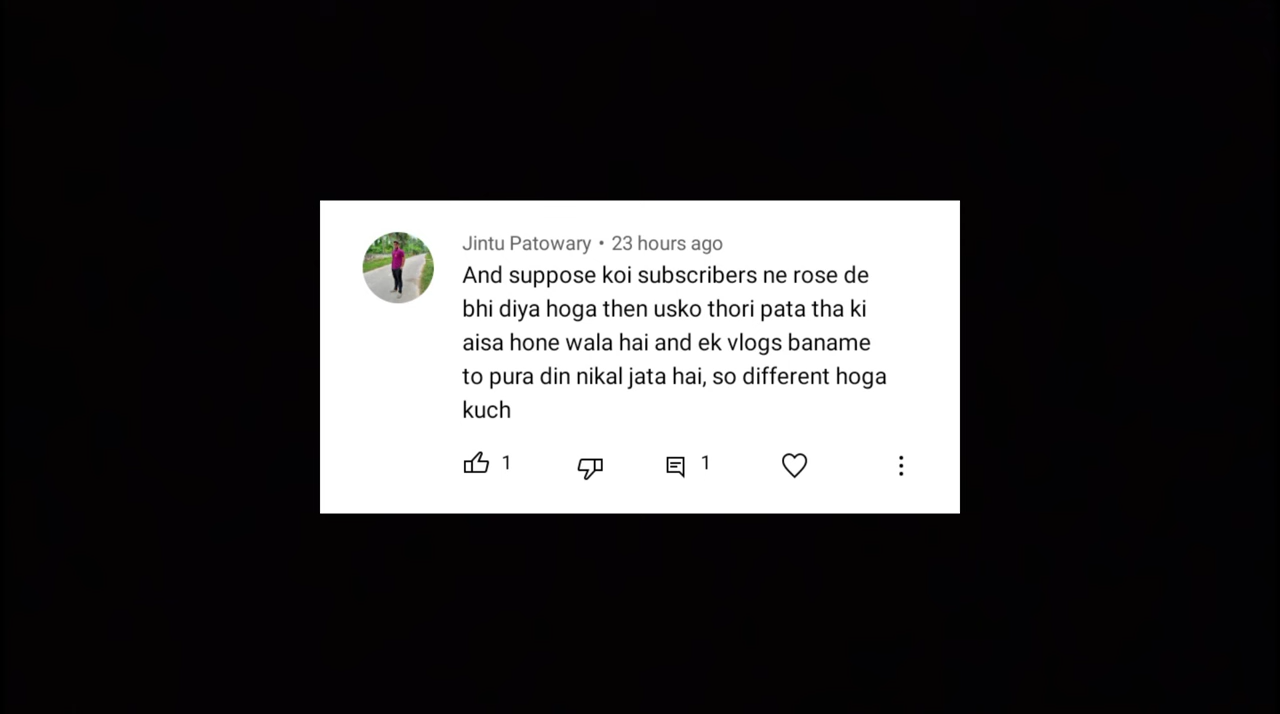 Jintu Patowary • 23 hours ago
And suppose koi subscribers ne rose de
bhi diya hoga then usko thori pata tha ki
aisa hone wala hai and ek vlogs baname
to pura din nikal jata hai, so different hoga
kuch
1 1